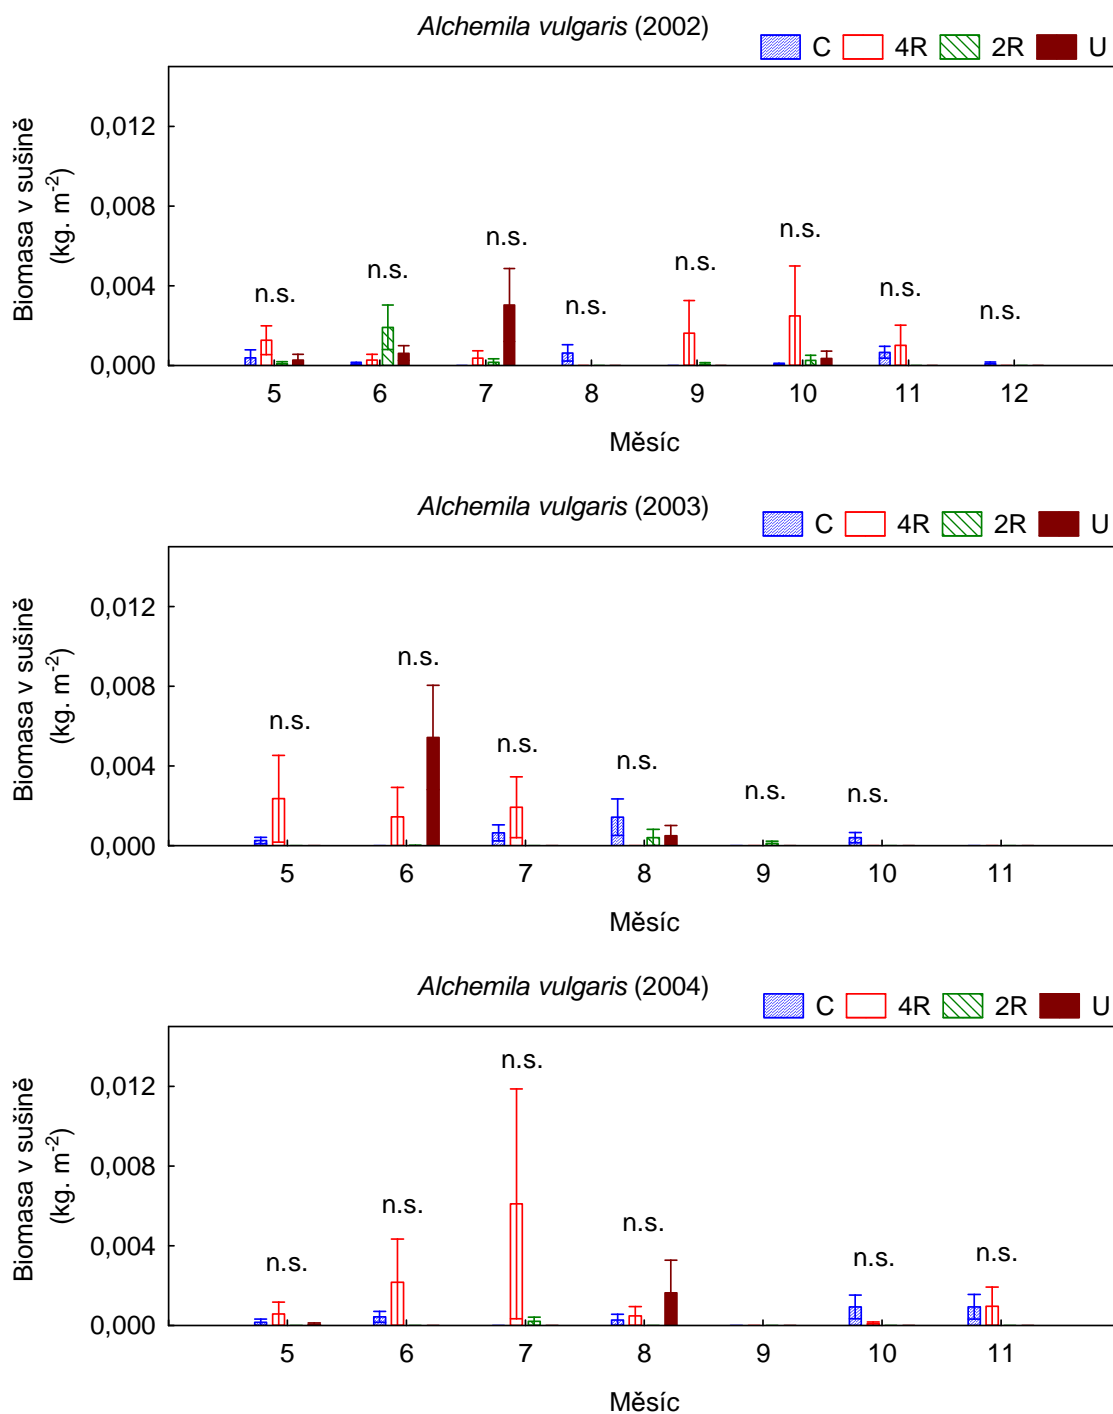 Alchemila vulgaris (2002)
C 4R 2R U
Biomasa v sušině
(kg. m-2)
0,012
0,008
0,004
0,000
n.s. n.s. n.s. n.s. n.s. n.s. n.s. n.s.
5 6 7 8 9 10 11 12
Měsíc
Alchemila vulgaris (2003)
C 4R 2R U
Biomasa v sušině
(kg. m-2)
0,012
0,008
0,004
0,000
n.s. n.s. n.s. n.s. n.s. n.s.
5 6 7 8 9 10 11
Měsíc
Alchemila vulgaris (2004)
C 4R 2R U
Biomasa v sušině
(kg. m-2)
0,012
0,008
0,004
0,000
n.s. n.s. n.s. n.s. n.s. n.s.
5 6 7 8 9 10 11
Měsíc